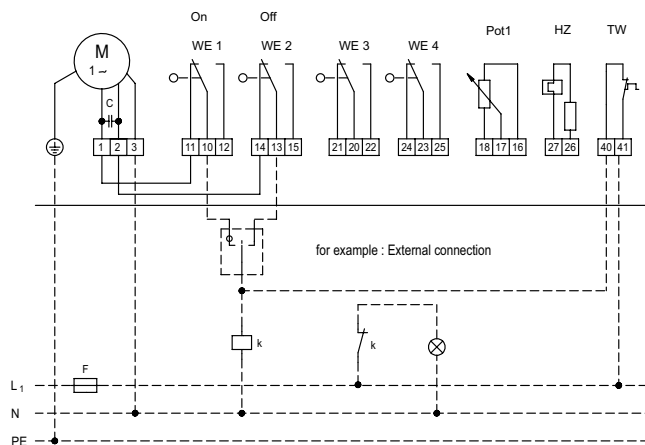 On
Off
M
1 ~
WE 1
WE 2
WE 3
WE 4
Pot1
HZ
TW
C
1 2 3
11 10 12
14 13 15
21 20 22
24 23 25
18 17 16
27 26
40 41
for example : External connection
k
k
F
L 1
N
PE